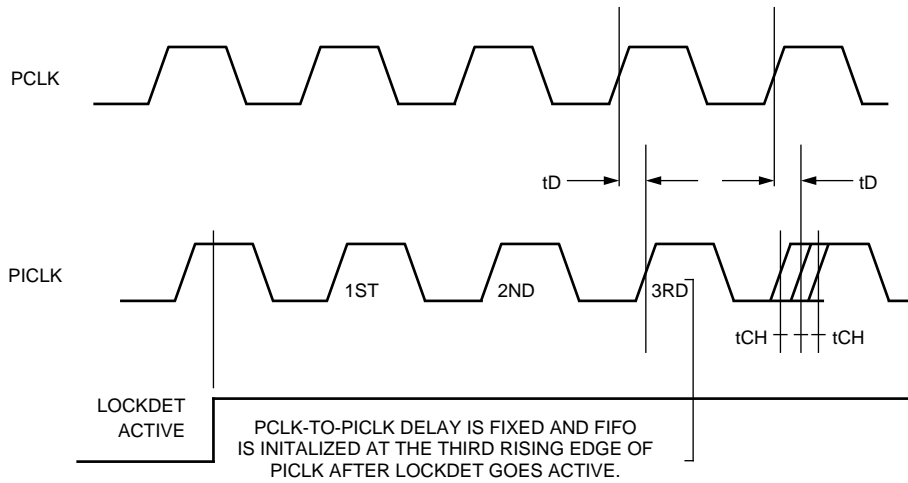 PCLK
tD
tD
PICLK
1ST
2ND
3RD
tCH
tCH
LOCKDET
ACTIVE
PCLK-TO-PICLK DELAY IS FIXED AND FIFO
IS INITALIZED AT THE THIRD RISING EDGE OF
PICLK AFTER LOCKDET GOES ACTIVE.